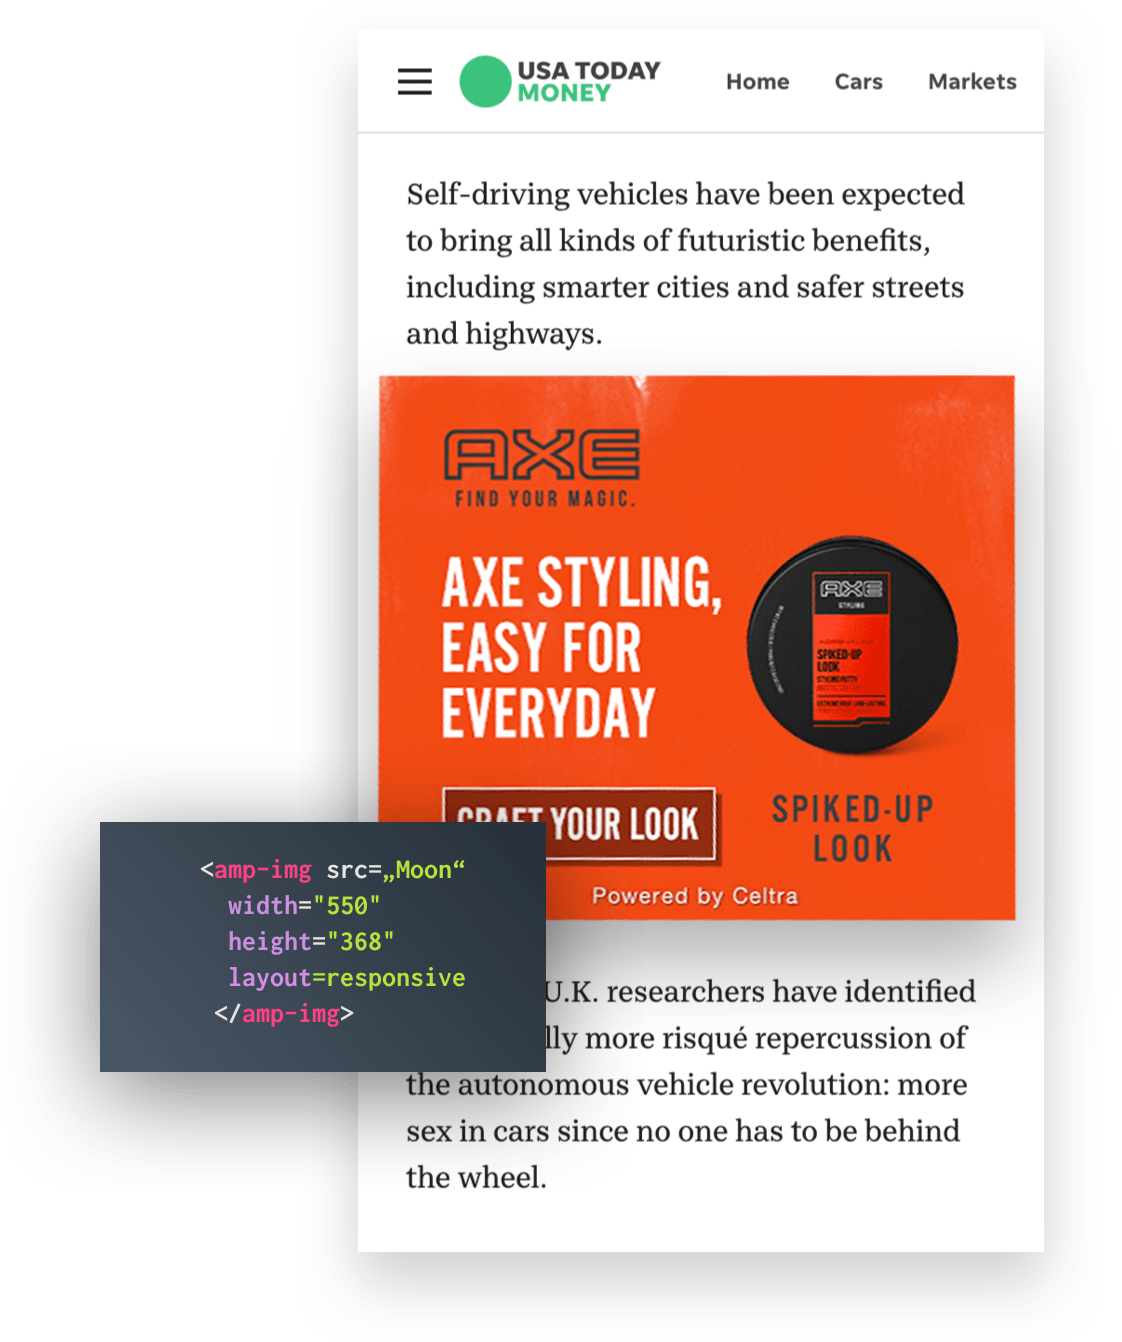 USA TODAY
MONEY
Home Cars Markets
Self-driving vehicles have been expected
to bring all kinds of futuristic benefits,
including smarter cities and safer streets
and highways.
AXE
FIND YOUR MAGIC.
AXE STYLING,
EASY FOR
EVERYDAY
AXE
STYLING
SPIKED-UP
LOOK
STYLING PUTTY
CRAFT YOUR LOOK
SPIKED-UP
LOOK
Powered by Celtra
<amp-img src=„Moon“
width="550"
height="368"
layout=responsive
</amp-img>
U.K. researchers have identified
more risqué repercussion of
the autonomous vehicle revolution: more
sex in cars since no one has to be behind
the wheel.